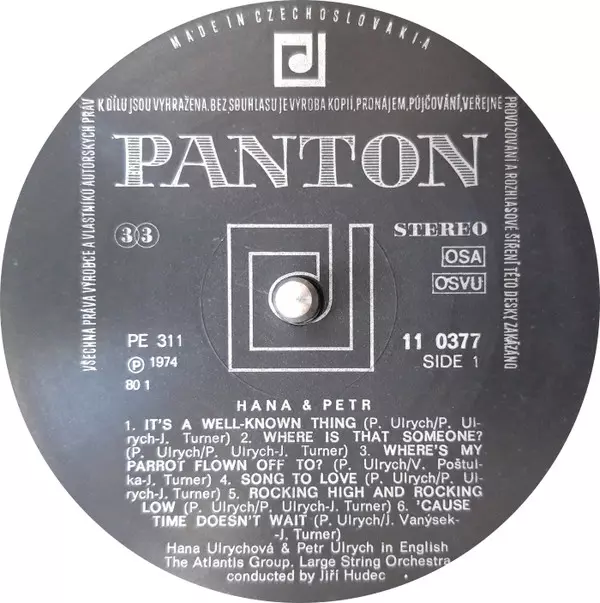 MADE IN CZECHOSLOVAKIA
VŠECHNA PRÁVA VÝROBCE A VLASTNÍKŮ AUTORSKÝCH PRÁV
K DÍLU JSOU VYHRAŽENA. BEZ SOUHLASU JE VÝROBA KOPIÍ, PRONÁJEM, PŮJČOVÁNÍ, VEŘEJNÉ
PROVOZOVÁNÍ A ROZHLASOVÉ ŠÍŘENÍ TÉTO DESKY ZAKÁZÁNO
PANTON
33
STEREO
OSA
OSVU
PE 311
11 0377
℗ 1974
SIDE 1
80 1
HANA & PETR
1. IT'S A WELL-KNOWN THING (P. Ulrych/P. Ul-
rych-J. Turner) 2. WHERE IS THAT SOMEONE?
(P. Ulrych/P. Ulrych-J. Turner) 3. WHERE'S MY
PARROT FLOWN OFF TO? (P. Ulrych/V. Poštul-
ka-J. Turner) 4. SONG TO LOVE (P. Ulrych/P. Ul-
rych-J. Turner) 5. ROCKING HIGH AND ROCKING
LOW (P. Ulrych/P. Ulrych-J. Turner) 6. 'CAUSE
TIME DOESN'T WAIT (P. Ulrych/J. Vanýsek-
-J. Turner)
Hana Ulrychová & Petr Ulrych in English
The Atlantis Group, Large String Orchestra
conducted by Jiří Hudec